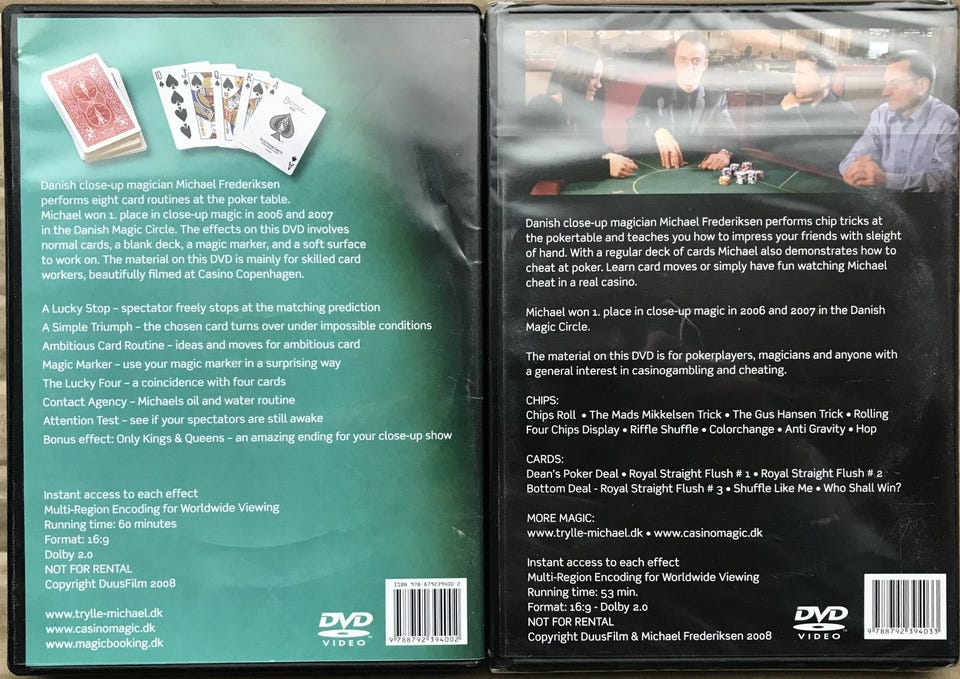 10 J Q K A
BICYCLE
A
Danish close-up magician Michael Frederiksen
performs eight card routines at the poker table.
Michael won 1. place in close-up magic in 2006 and 2007
in the Danish Magic Circle. The effects on this DVD involves
normal cards, a blank deck, a magic marker, and a soft surface
to work on. The material on this DVD is mainly for skilled card
workers, beautifully filmed at Casino Copenhagen.
A Lucky Stop – spectator freely stops at the matching prediction
A Simple Triumph – the chosen card turns over under impossible conditions
Ambitious Card Routine – ideas and moves for ambitious card
Magic Marker – use your magic marker in a surprising way
The Lucky Four – a coincidence with four cards
Contact Agency – Michaels oil and water routine
Attention Test – see if your spectators are still awake
Bonus effect: Only Kings & Queens – an amazing ending for your close-up show
Instant access to each effect
Multi-Region Encoding for Worldwide Viewing
Running time: 60 minutes
Format: 16:9
Dolby 2.0
NOT FOR RENTAL
Copyright DuusFilm 2008
www.trylle-michael.dk
www.casinomagic.dk
www.magicbooking.dk
DVD
VIDEO
ISBN 978-879239400-2
9 788792 394002
Danish close-up magician Michael Frederiksen performs chip tricks at
the pokertable and teaches you how to impress your friends with sleight
of hand. With a regular deck of cards Michael also demonstrates how to
cheat at poker. Learn card moves or simply have fun watching Michael
cheat in a real casino.
Michael won 1. place in close-up magic in 2006 and 2007 in the Danish
Magic Circle.
The material on this DVD is for pokerplayers, magicians and anyone with
a general interest in casinogambling and cheating.
CHIPS:
Chips Roll • The Mads Mikkelsen Trick • The Gus Hansen Trick • Rolling
Four Chips Display • Riffle Shuffle • Colorchange • Anti Gravity • Hop
CARDS:
Dean's Poker Deal • Royal Straight Flush # 1 • Royal Straight Flush # 2
Bottom Deal - Royal Straight Flush # 3 • Shuffle Like Me • Who Shall Win?
MORE MAGIC:
www.trylle-michael.dk • www.casinomagic.dk
Instant access to each effect
Multi-Region Encoding for Worldwide Viewing
Running time: 53 min.
Format: 16:9 - Dolby 2.0
NOT FOR RENTAL
Copyright DuusFilm & Michael Frederiksen 2008
DVD
VIDEO
9 788792 394033